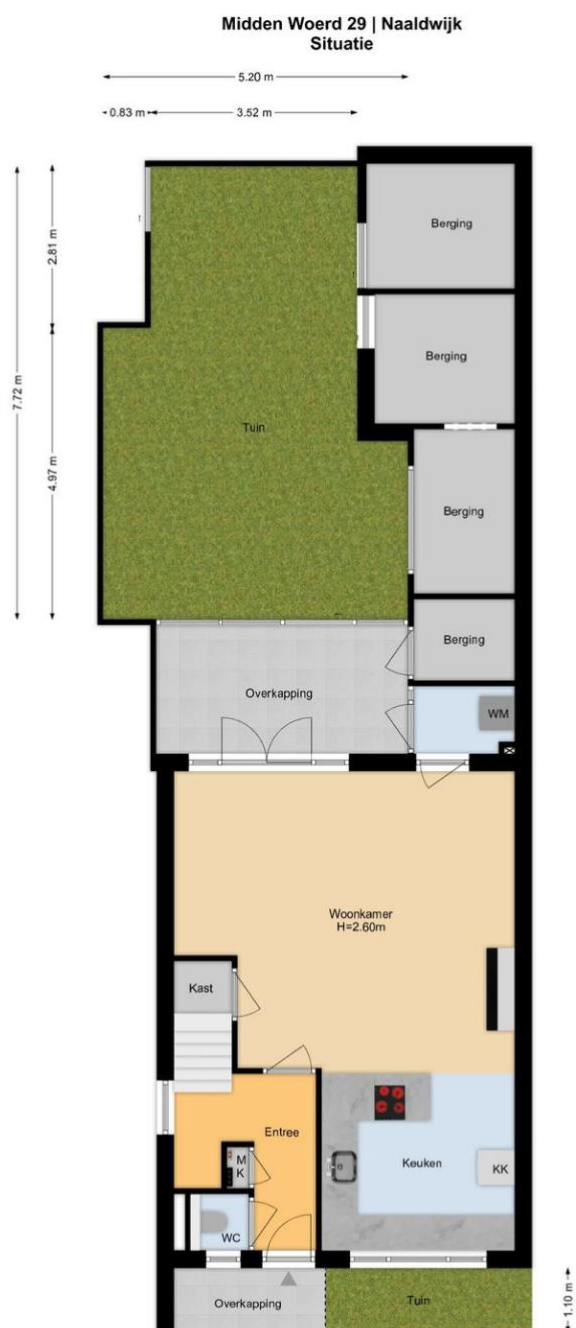 Midden Woerd 29 | Naaldwijk
Situatie
5.20 m
0.83 m
3.52 m
Berging
2.81 m
Berging
7.72 m
Tuin
4.97 m
Berging
Berging
Overkapping
WM
Woonkamer
H=2.60m
Kast
Entree
M
K
Keuken
KK
WC
Overkapping
Tuin
1.10 m